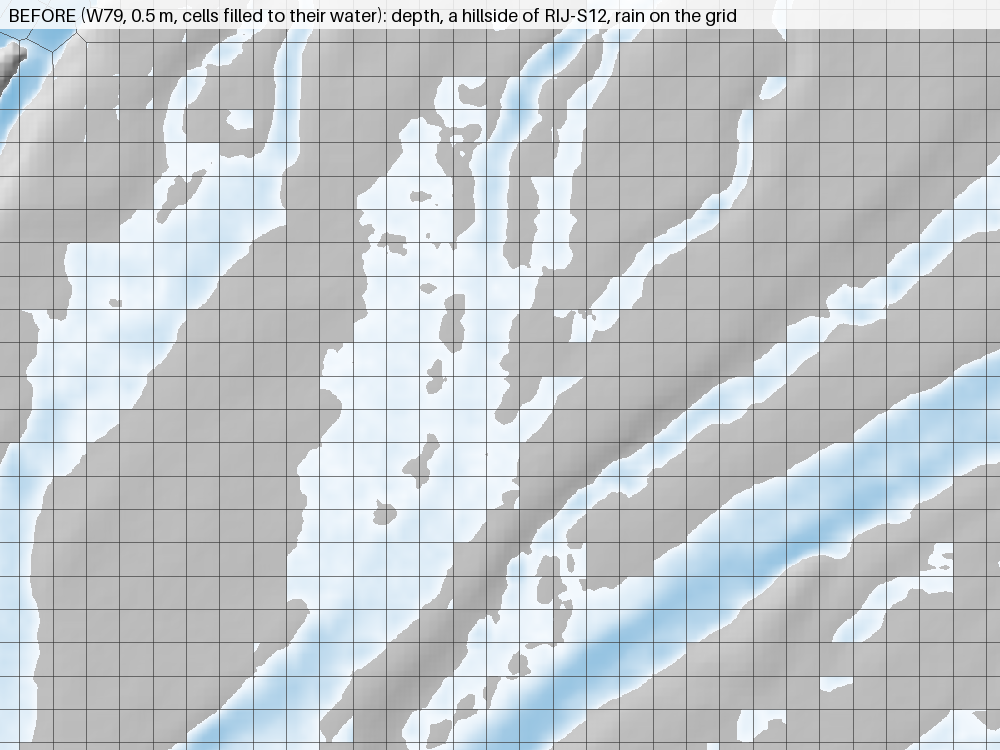 BEFORE (W79, 0.5 m, cells filled to their water): depth, a hillside of RIJ-S12, rain on the grid